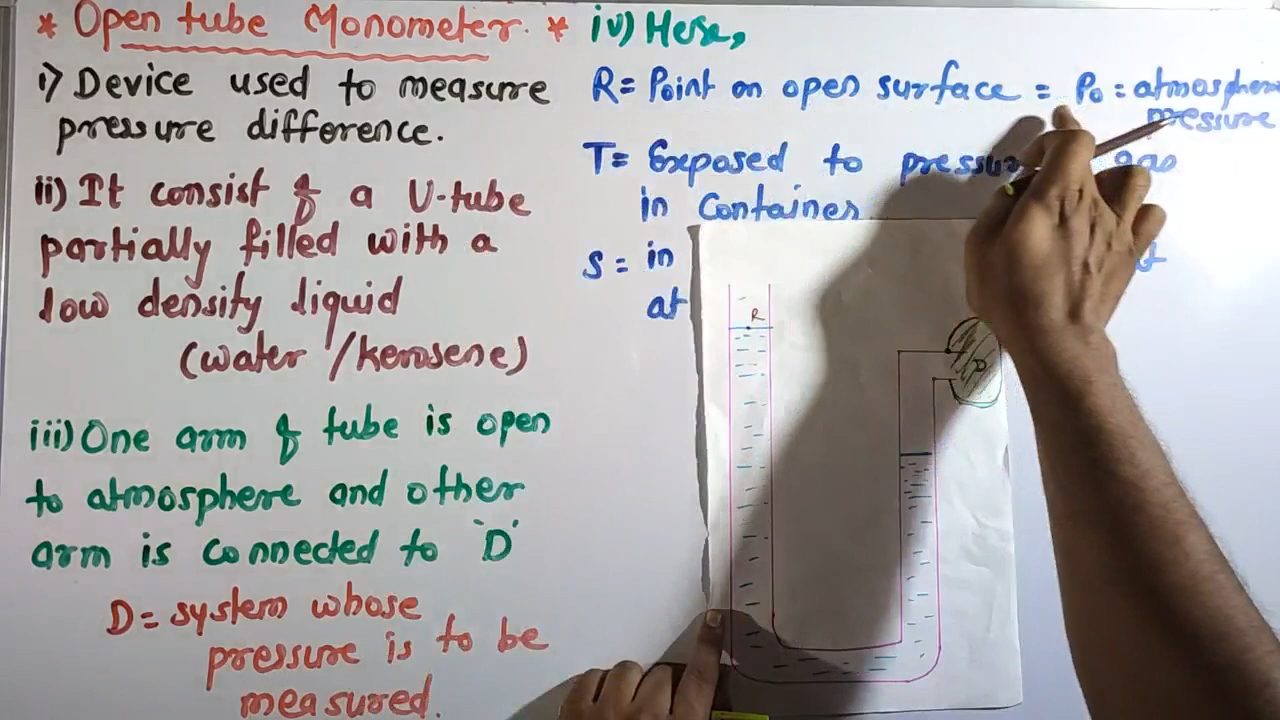 * Open tube Monometer. *
i) Device used to measure
pressure difference.
ii) It consist of a U-tube
partially filled with a
low density liquid
(water/kerosene)
iii) One arm of tube is open
to atmosphere and other
arm is connected to 'D'
D = system whose
pressure is to be
measured.
iv) Here,
R = Point on open surface = P₀ = atmospheric
pressure
T = Exposed to gas
in Container
S = in
at
R
D